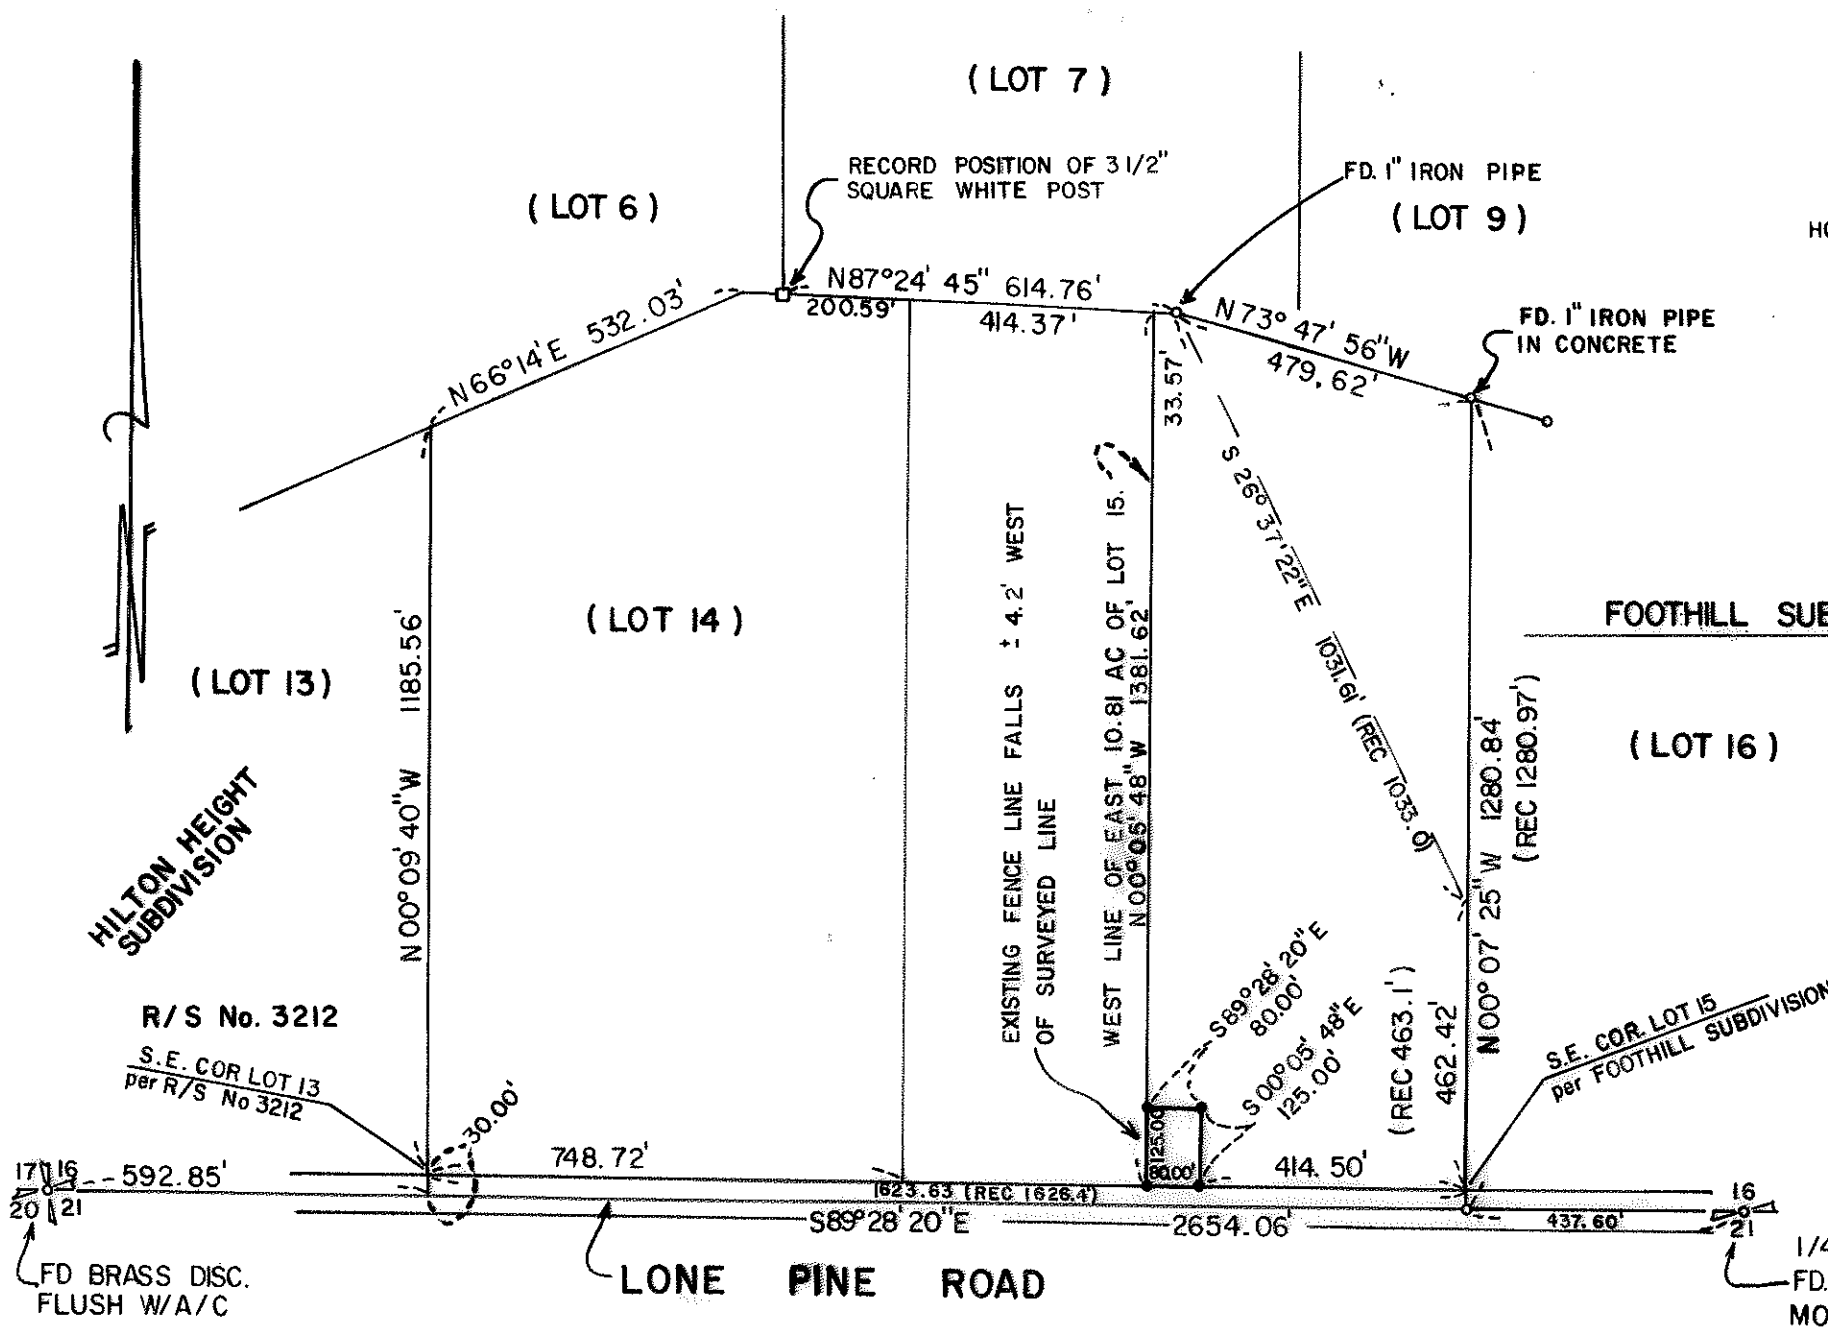 (LOT 7)
RECORD POSITION OF 3 1/2"
SQUARE WHITE POST
FD. 1" IRON PIPE
(LOT 6)
(LOT 9)
N87°24' 45" 614.76'
200.59'
414.37'
N 73° 47' 56"W
479.62'
FD. 1" IRON PIPE
IN CONCRETE
N66°14'E 532.03'
33.57'
S 26° 37' 22"E 1031.61' (REC 1033.0)
EXISTING FENCE LINE FALLS ± 4.2' WEST
OF SURVEYED LINE
WEST LINE OF EAST 10.81 AC OF LOT 15.
N 00° 05' 48" W 1381.62'
(LOT 14)
FOOTHILL SUB
(LOT 13)
N 00°09' 40" W 1185.56'
(LOT 16)
N 00° 07' 25" W 1280.84'
(REC 1280.97')
HILTON HEIGHT
SUBDIVISION
(REC 463.1')
462.42'
S89°28' 20"E
80.00'
S 00°05' 48"E
125.00'
R/S No. 3212
S.E. COR LOT 13
per R/S No 3212
S.E. COR. LOT 15
per FOOTHILL SUBDIVISION
30.00'
125.00
80.00'
748.72'
414.50'
17 16
20 21
592.85'
1623.63 (REC 1626.4')
S89°28' 20"E 2654.06'
437.60'
16
21
FD BRASS DISC.
FLUSH W/A/C
LONE PINE ROAD
1/4
FD.
MO